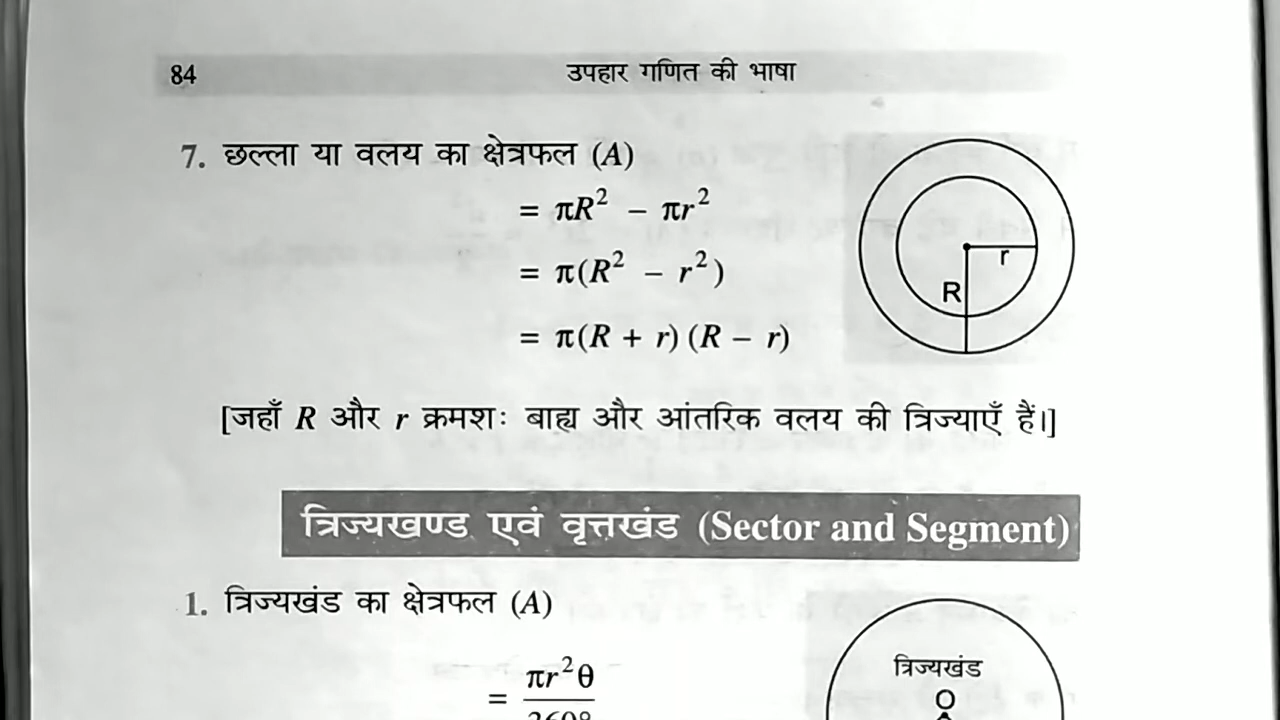 84 उपहार गणित की भाषा
7. छल्ला या वलय का क्षेत्रफल (A)
= πR² − πr²
= π(R² − r²)
= π(R + r) (R − r)
r
R
[जहाँ R और r क्रमशः बाह्य और आंतरिक वलय की त्रिज्याएँ हैं।]
त्रिज्यखण्ड एवं वृत्तखंड (Sector and Segment)
1. त्रिज्यखंड का क्षेत्रफल (A)
= πr²θ / 360°
त्रिज्यखंड
O